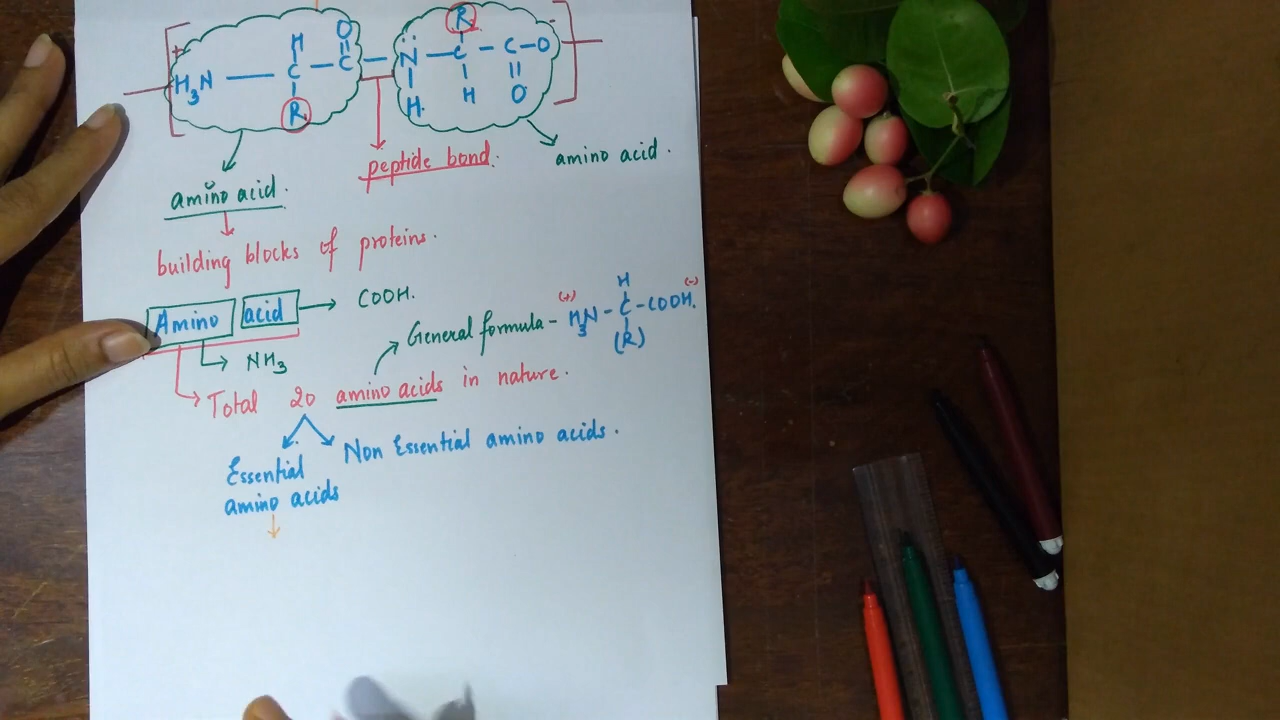 + H O R -
H₃N — C — C — N — C — C — O
R H H O
peptide bond.
amino acid.
amino acid.
building blocks of proteins.
Amino acid → COOH.
→ NH₃
General formula - (+) H₃N - C - COOH. (-)
H
(R)
Total 20 amino acids in nature.
Essential amino acids
Non Essential amino acids.